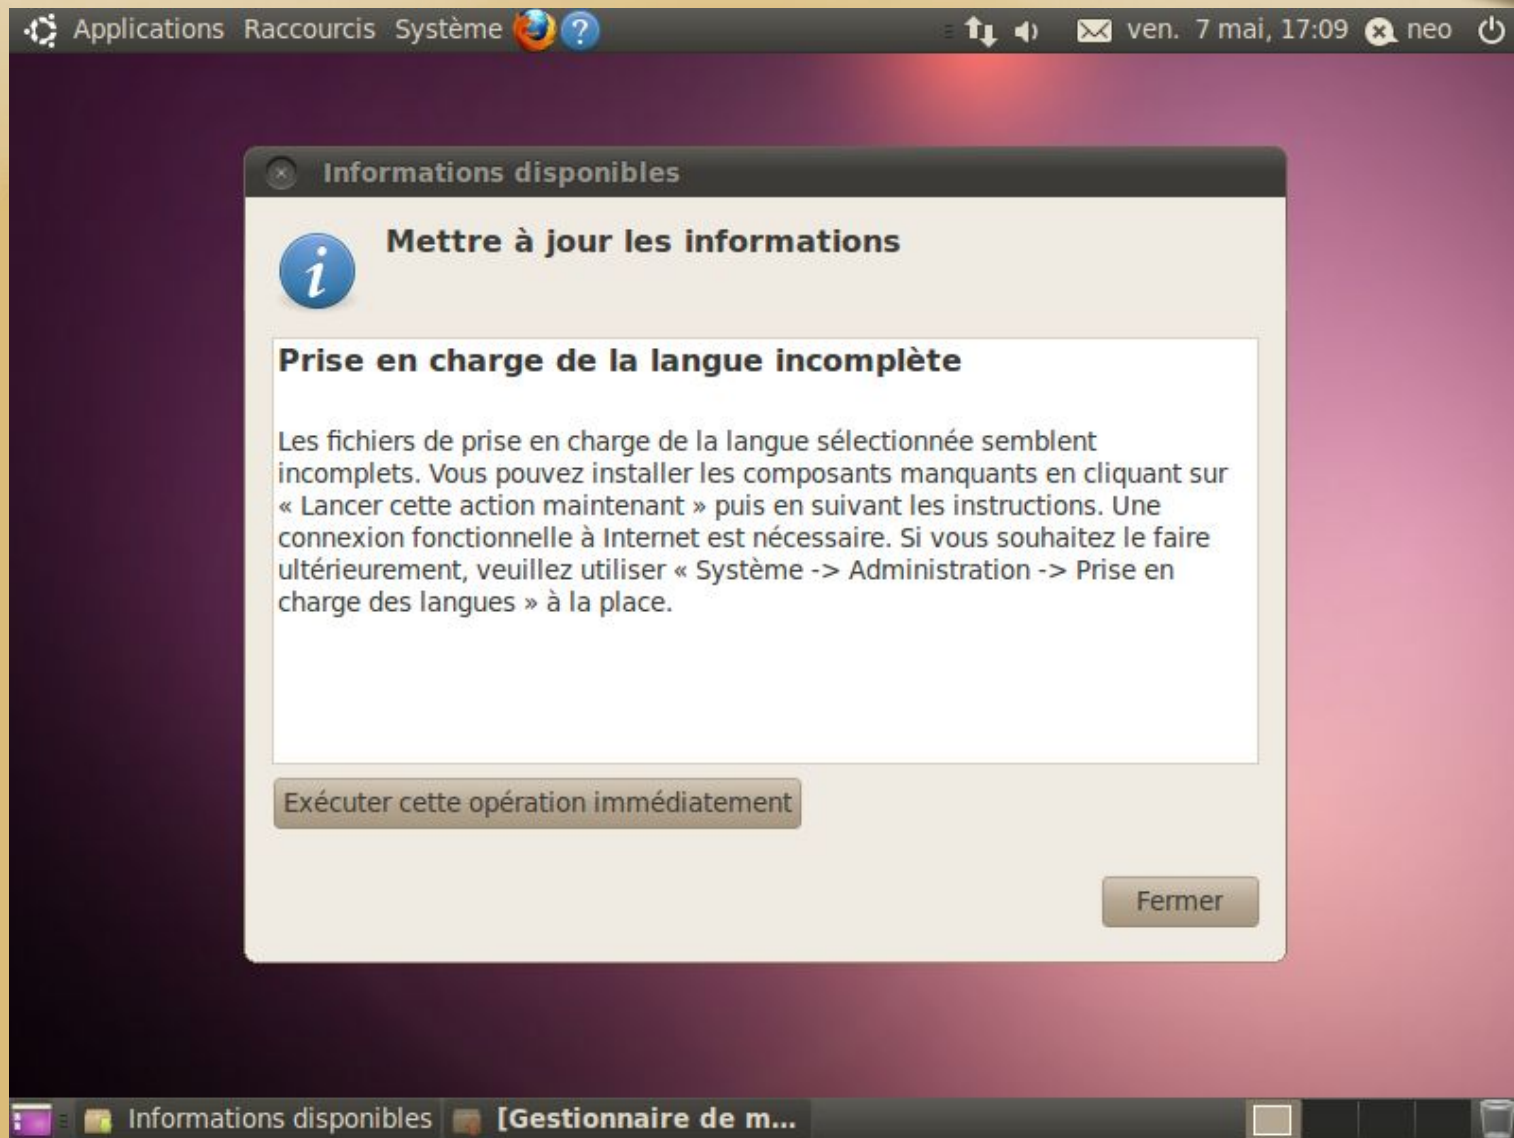 Applications Raccourcis Système ven. 7 mai, 17:09 neo
Informations disponibles
Mettre à jour les informations
Prise en charge de la langue incomplète
Les fichiers de prise en charge de la langue sélectionnée semblent
incomplets. Vous pouvez installer les composants manquants en cliquant sur
« Lancer cette action maintenant » puis en suivant les instructions. Une
connexion fonctionnelle à Internet est nécessaire. Si vous souhaitez le faire
ultérieurement, veuillez utiliser « Système -> Administration -> Prise en
charge des langues » à la place.
Exécuter cette opération immédiatement
Fermer
Informations disponibles [Gestionnaire de m...